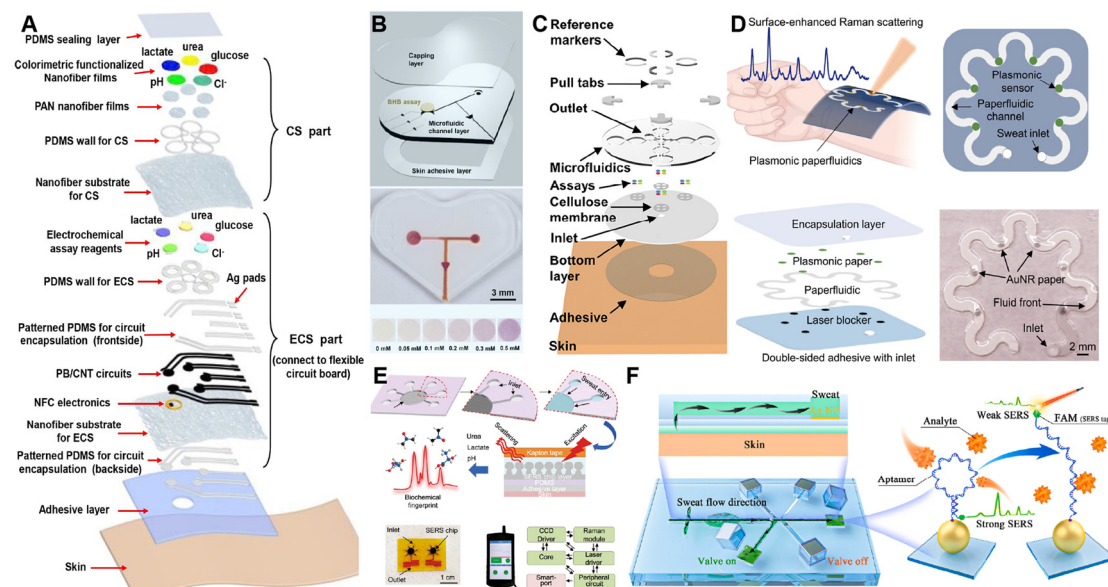 A
PDMS sealing layer
lactate
urea
glucose
Colorimetric functionalized
Nanofiber films
pH
Cl⁻
PAN nanofiber films
PDMS wall for CS
Nanofiber substrate
for CS
CS part
lactate
urea
glucose
Electrochemical
assay reagents
pH
Cl⁻
PDMS wall for ECS
Ag pads
Patterned PDMS for circuit
encapsulation (frontside)
PB/CNT circuits
NFC electronics
Nanofiber substrate
for ECS
Patterned PDMS for circuit
encapsulation (backside)
ECS part
(connect to flexible
circuit board)
Adhesive layer
Skin
B
Capping
layer
BHB assay
Microfluidic
channel layer
Skin adhesive layer
3 mm
0 mM
0.05 mM
0.1 mM
0.2 mM
0.3 mM
0.5 mM
C
Reference
markers
Pull tabs
Outlet
Microfluidics
Assays
Cellulose
membrane
Inlet
Bottom
layer
Adhesive
Skin
D
Surface-enhanced Raman scattering
Plasmonic paperfluidics
Plasmonic
sensor
Paperfluidic
channel
Sweat inlet
Encapsulation layer
Plasmonic paper
Paperfluidic
Laser blocker
Double-sided adhesive with inlet
AuNR paper
Fluid front
Inlet
2 mm
E
Inlet
Sweat entry
Urea
Lactate
pH
Scattering
Excitation
Kapton tape
PDMS
Adhesive layer
Skin
Biochemical
fingerprint
Inlet
SERS chip
Outlet
1 cm
CCD
Driver
Raman
module
Core
Laser
driver
Smart-
port
Peripheral
circuit
F
Sweat
Skin
Sweat flow direction
Valve on
Valve off
Analyte
Aptamer
Weak SERS
FAM (SERS tag
Strong SERS